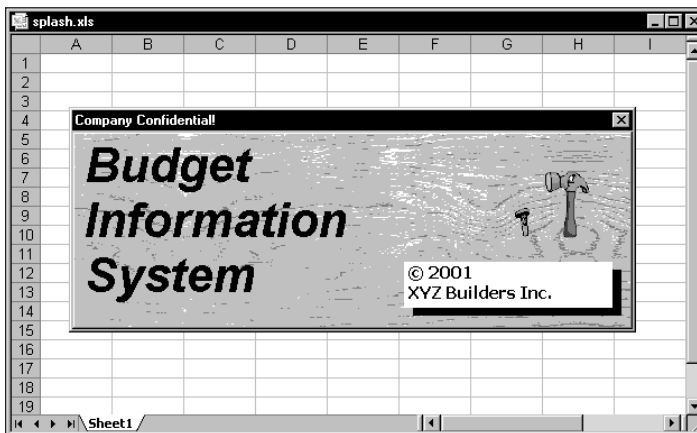 splash.xls
A B C D E F G H I
1
2
3
4
Company Confidential!
5
6
7
8
9
10
11
12
13
14
15
16
17
18
19
Budget
Information
System
© 2001
XYZ Builders Inc.
Sheet1